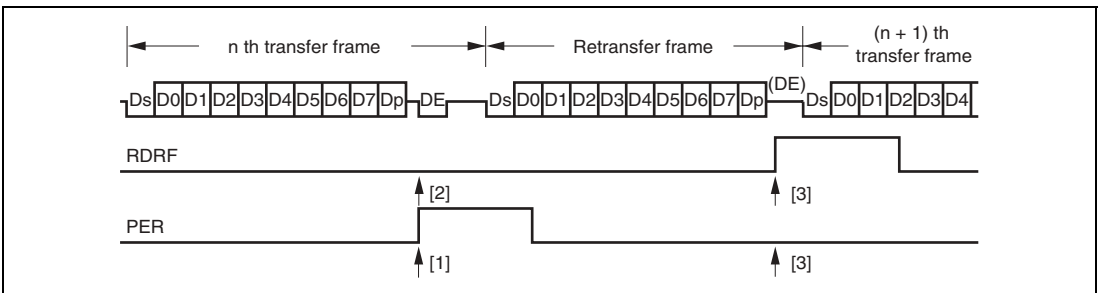 n th transfer frame Retransfer frame (n + 1) th
transfer frame
Ds D0 D1 D2 D3 D4 D5 D6 D7 Dp DE Ds D0 D1 D2 D3 D4 D5 D6 D7 Dp (DE) Ds D0 D1 D2 D3 D4
RDRF
[2] [3]
PER
[1] [3]